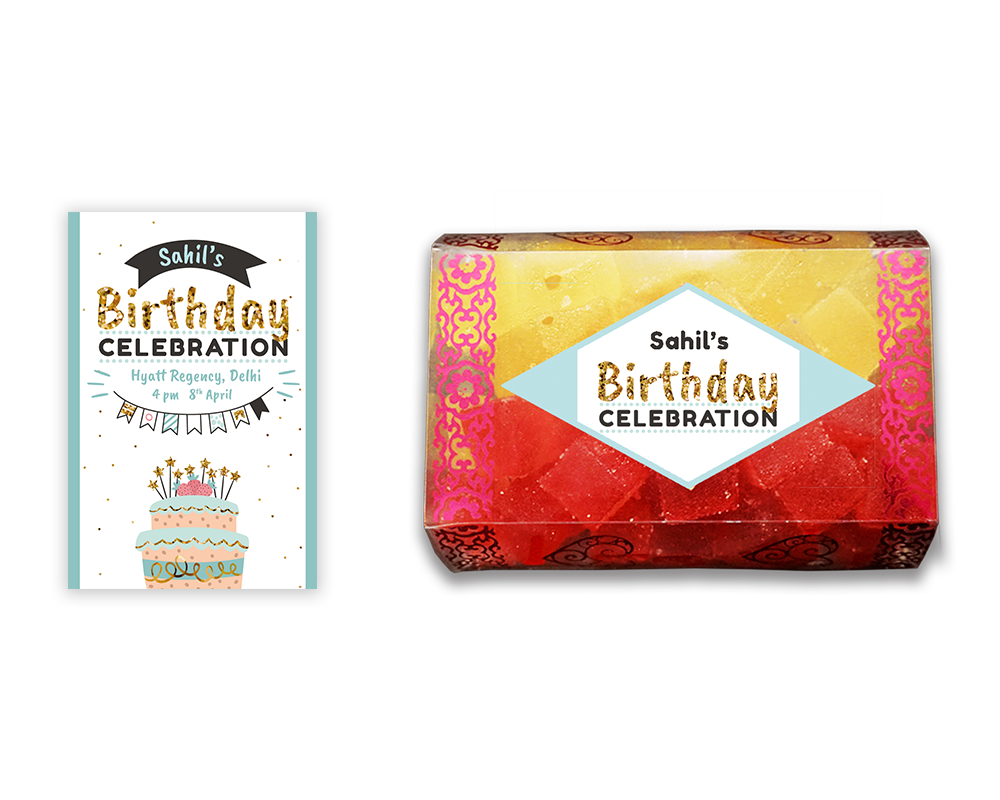 Sahil's
Birthday
CELEBRATION
Hyatt Regency, Delhi
4 pm 8th April
Sahil's
Birthday
CELEBRATION